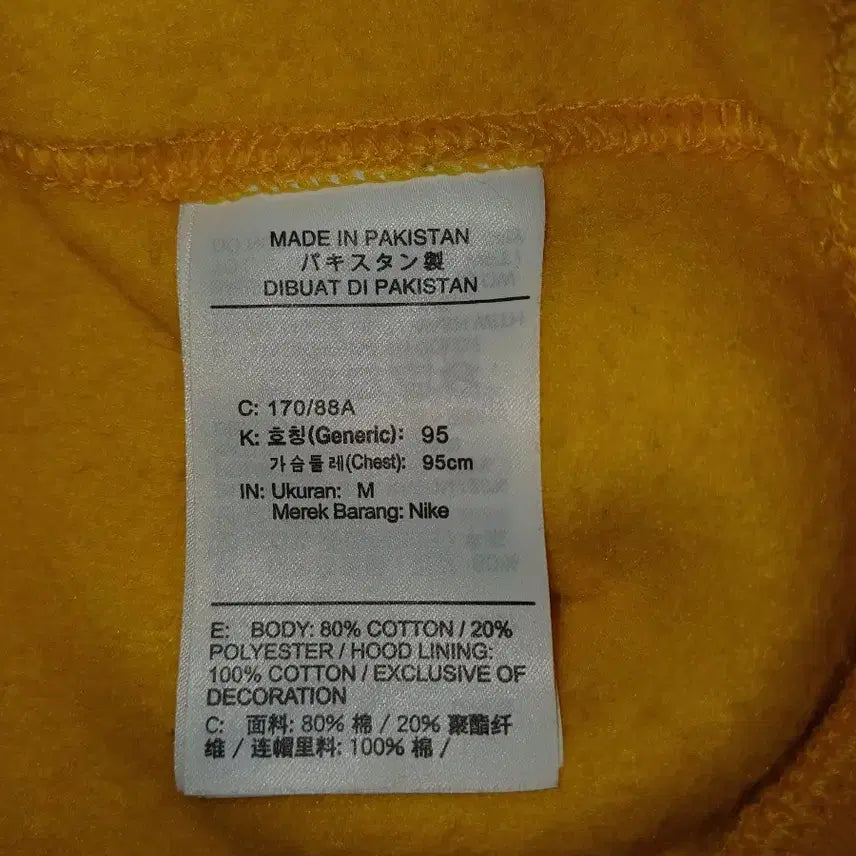 MADE IN PAKISTAN
パキスタン製
DIBUAT DI PAKISTAN
C: 170/88A
K: 호칭(Generic): 95
가슴둘레(Chest): 95cm
IN: Ukuran: M
Merek Barang: Nike
E: BODY: 80% COTTON / 20%
POLYESTER / HOOD LINING:
100% COTTON / EXCLUSIVE OF
DECORATION
C: 面料: 80% 棉 / 20% 聚酯纤
维 / 连帽里料: 100% 棉 /